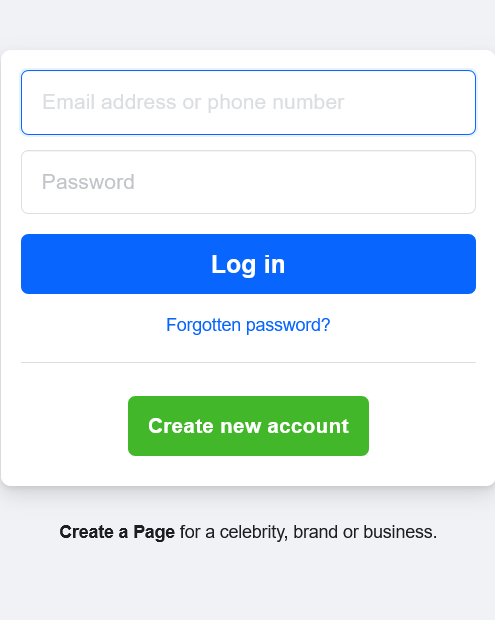 Email address or phone number
Password
Log in
Forgotten password?
Create new account
Create a Page for a celebrity, brand or business.